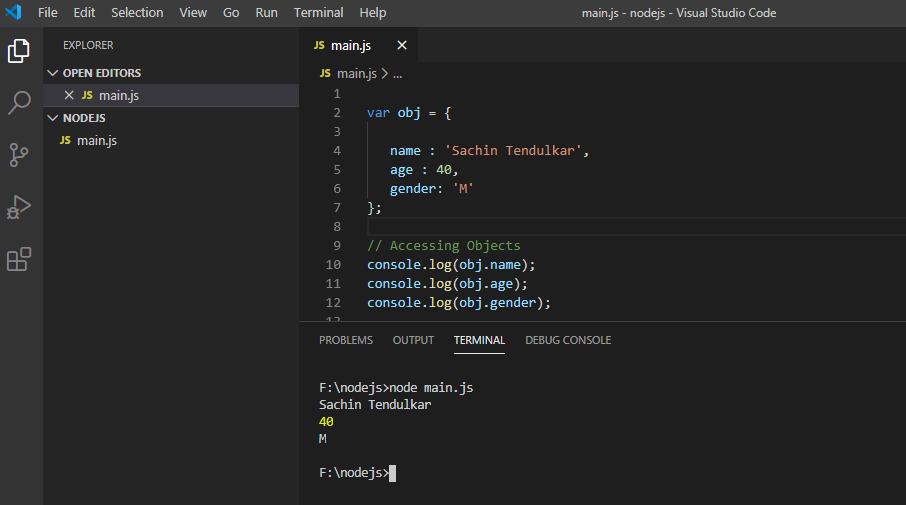 File Edit Selection View Go Run Terminal Help main.js - nodejs - Visual Studio Code
EXPLORER
OPEN EDITORS
JS main.js
NODEJS
JS main.js
JS main.js
JS main.js > ...
1
2 var obj = {
3
4 name : 'Sachin Tendulkar',
5 age : 40,
6 gender: 'M'
7 };
8
9 // Accessing Objects
10 console.log(obj.name);
11 console.log(obj.age);
12 console.log(obj.gender);
PROBLEMS OUTPUT TERMINAL DEBUG CONSOLE
F:\nodejs>node main.js
Sachin Tendulkar
40
M
F:\nodejs>